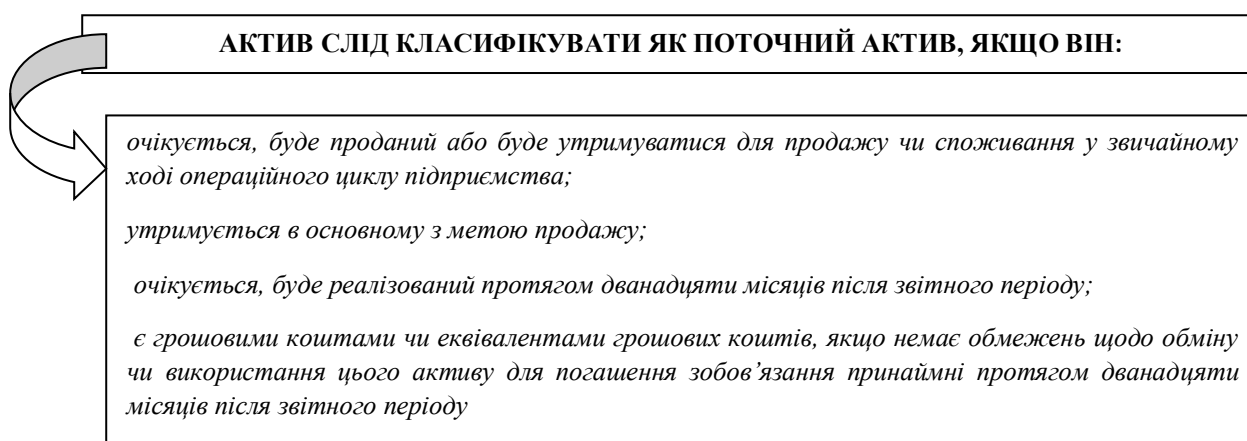 АКТИВ СЛІД КЛАСИФІКУВАТИ ЯК ПОТОЧНИЙ АКТИВ, ЯКЩО ВІН:
очікується, буде проданий або буде утримуватися для продажу чи споживання у звичайному
ході операційного циклу підприємства;
утримується в основному з метою продажу;
очікується, буде реалізований протягом дванадцяти місяців після звітного періоду;
є грошовими коштами чи еквівалентами грошових коштів, якщо немає обмежень щодо обміну
чи використання цього активу для погашення зобов’язання принаймні протягом дванадцяти
місяців після звітного періоду